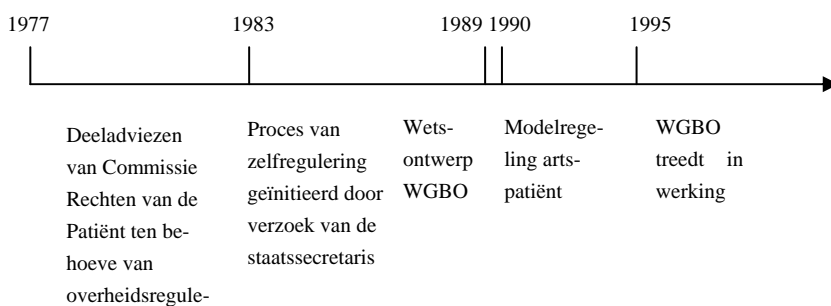 1977 1983 1989 1990 1995
Deeladviezen
van Commissie
Rechten van de
Patiënt ten be-
hoeve van
overheidsregule-
Proces van
zelfregulering
geïnitieerd door
verzoek van de
staatssecretaris
Wets-
ontwerp
WGBO
Modelrege-
ling arts-
patiënt
WGBO
treedt in
werking